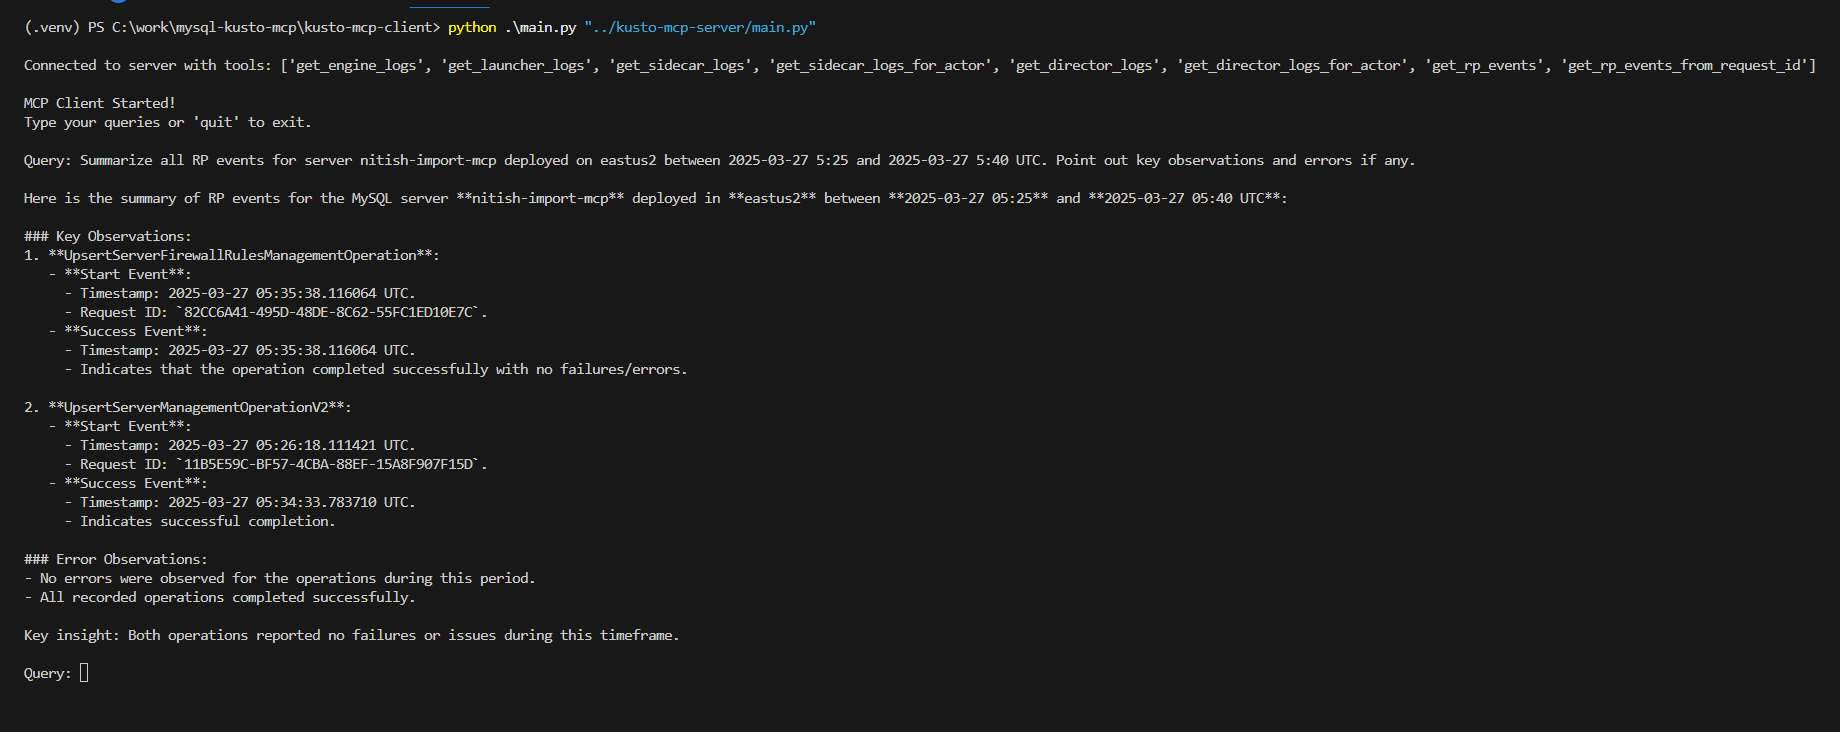 (.venv) PS C:\work\mysql-kusto-mcp\kusto-mcp-client> python .\main.py "../kusto-mcp-server/main.py"
Connected to server with tools: ['get_engine_logs', 'get_launcher_logs', 'get_sidecar_logs', 'get_sidecar_logs_for_actor', 'get_director_logs', 'get_director_logs_for_actor', 'get_rp_events', 'get_rp_events_from_request_id']
MCP Client Started!
Type your queries or 'quit' to exit.
Query: Summarize all RP events for server nitish-import-mcp deployed on eastus2 between 2025-03-27 5:25 and 2025-03-27 5:40 UTC. Point out key observations and errors if any.
Here is the summary of RP events for the MySQL server **nitish-import-mcp** deployed in **eastus2** between **2025-03-27 05:25** and **2025-03-27 05:40 UTC**:
### Key Observations:
1. **UpsertServerFirewallRulesManagementOperation**:
- **Start Event**:
- Timestamp: 2025-03-27 05:35:38.116064 UTC.
- Request ID: `82CC6A41-495D-48DE-8C62-55FC1ED10E7C`.
- **Success Event**:
- Timestamp: 2025-03-27 05:35:38.116064 UTC.
- Indicates that the operation completed successfully with no failures/errors.
2. **UpsertServerManagementOperationV2**:
- **Start Event**:
- Timestamp: 2025-03-27 05:26:18.111421 UTC.
- Request ID: `11B5E59C-BF57-4CBA-88EF-15A8F907F15D`.
- **Success Event**:
- Timestamp: 2025-03-27 05:34:33.783710 UTC.
- Indicates successful completion.
### Error Observations:
- No errors were observed for the operations during this period.
- All recorded operations completed successfully.
Key insight: Both operations reported no failures or issues during this timeframe.
Query: